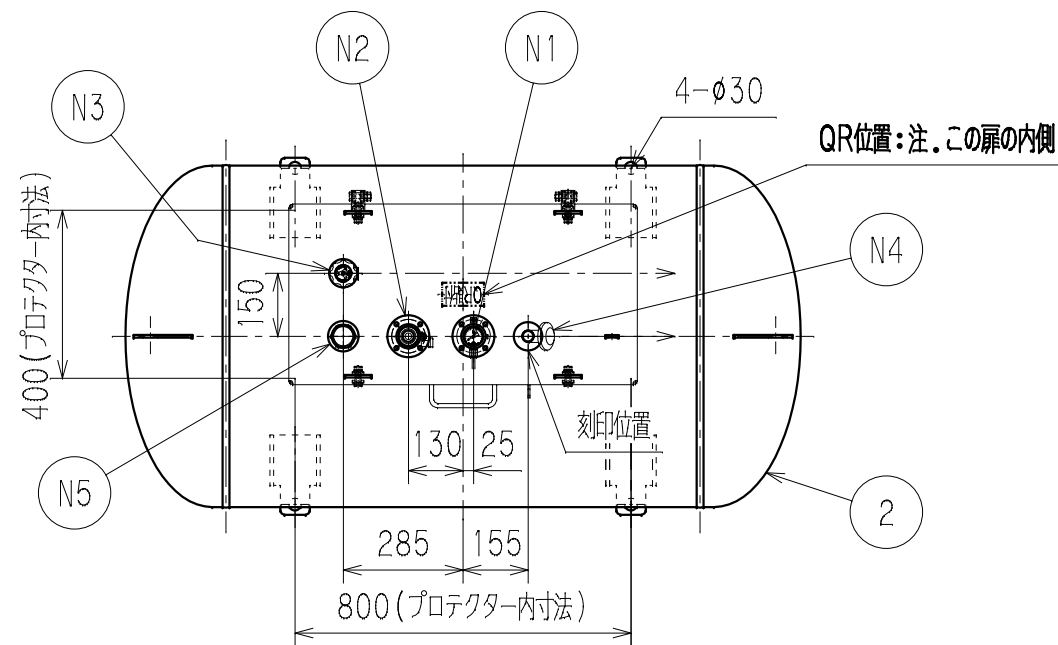 N2
N1
4-φ30
N3
QR位置：注．この扉の内側
400(プロテクター内寸法)
N4
150
刻印位置
130
25
N5
2
285
155
800(プロテクター内寸法)